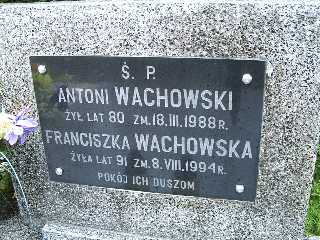 Ś. P.
ANTONI WACHOWSKI
ŻYŁ LAT 80 ZM. 18.III.1988 R.
FRANCISZKA WACHOWSKA
ŻYŁA LAT 91 ZM. 8.VIII.1994 R.
POKÓJ ICH DUSZOM